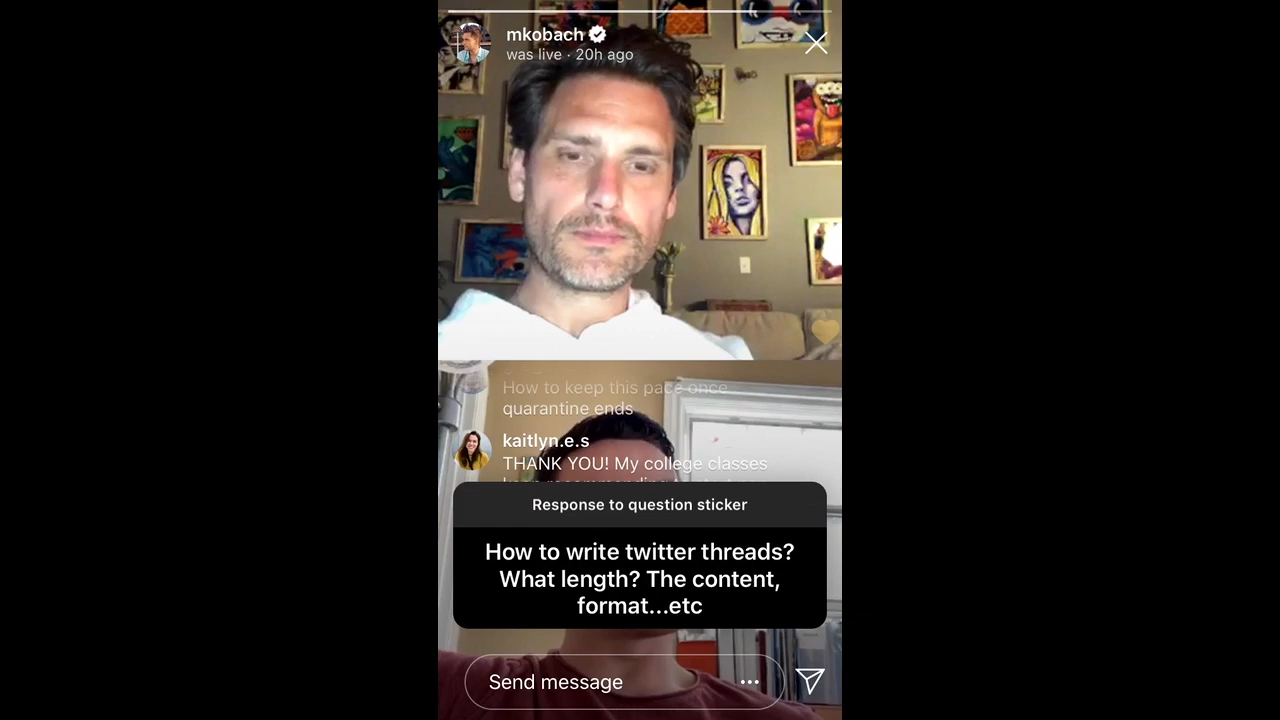 mkobach
was live · 20h ago
How to keep this pace once
quarantine ends
kaitlyn.e.s
THANK YOU! My college classes
Response to question sticker
How to write twitter threads?
What length? The content,
format...etc
Send message